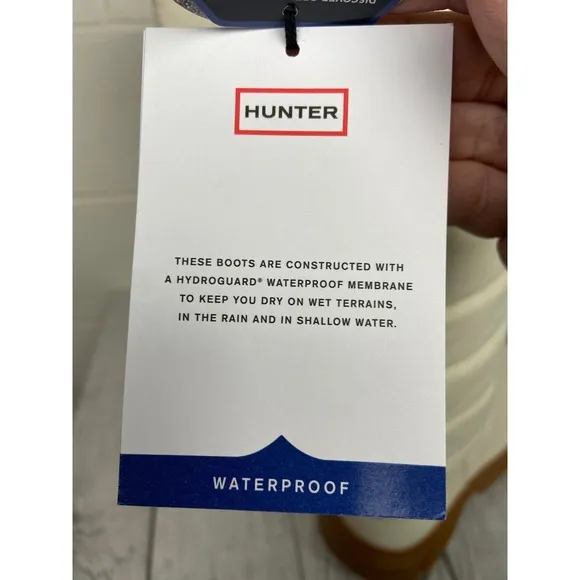 HUNTER
THESE BOOTS ARE CONSTRUCTED WITH
A HYDROGUARD® WATERPROOF MEMBRANE
TO KEEP YOU DRY ON WET TERRAINS,
IN THE RAIN AND IN SHALLOW WATER.
WATERPROOF